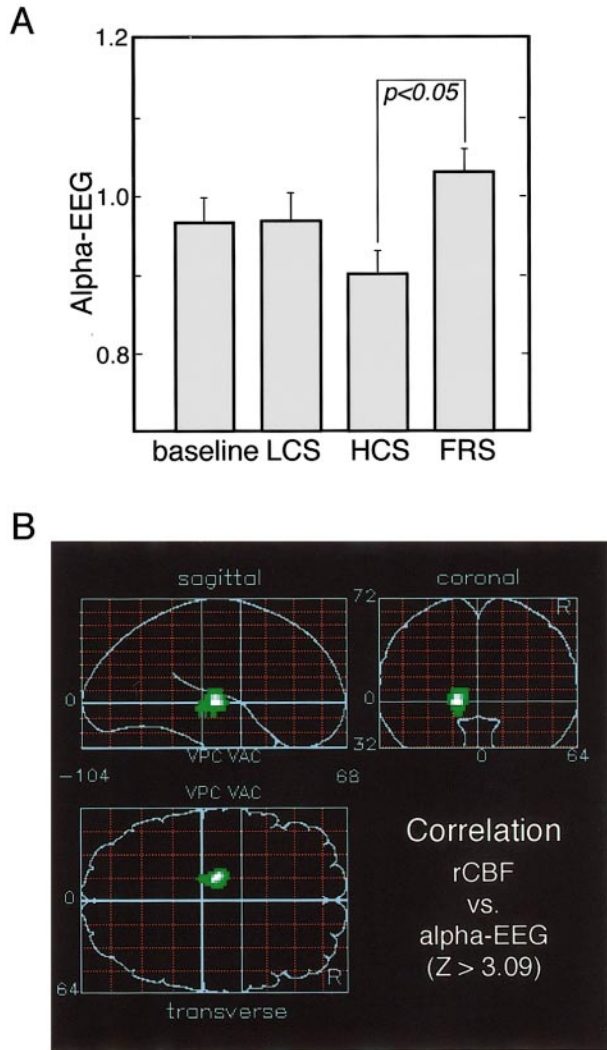 A
1.2
p<0.05
1.0
Alpha-EEG
0.8
baseline LCS HCS FRS
B
sagittal coronal
72
R
0 0
32
VPC VAC 0 64
-104 68
VPC VAC
0
R
64
transverse
Correlation
rCBF
vs.
alpha-EEG
(Z > 3.09)